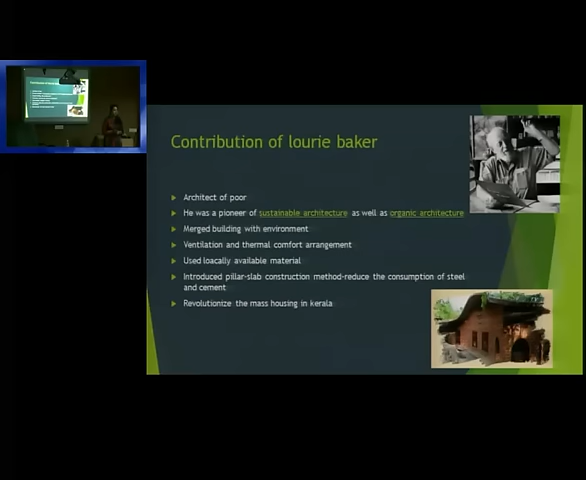 Contribution of lourie baker
Architect of poor
He was a pioneer of sustainable architecture as well as organic architecture
Merged building with environment
Ventilation and thermal comfort arrangement
Used loacally available material
Introduced pillar-slab construction method-reduce the consumption of steel
and cement
Revolutionize the mass housing in kerala